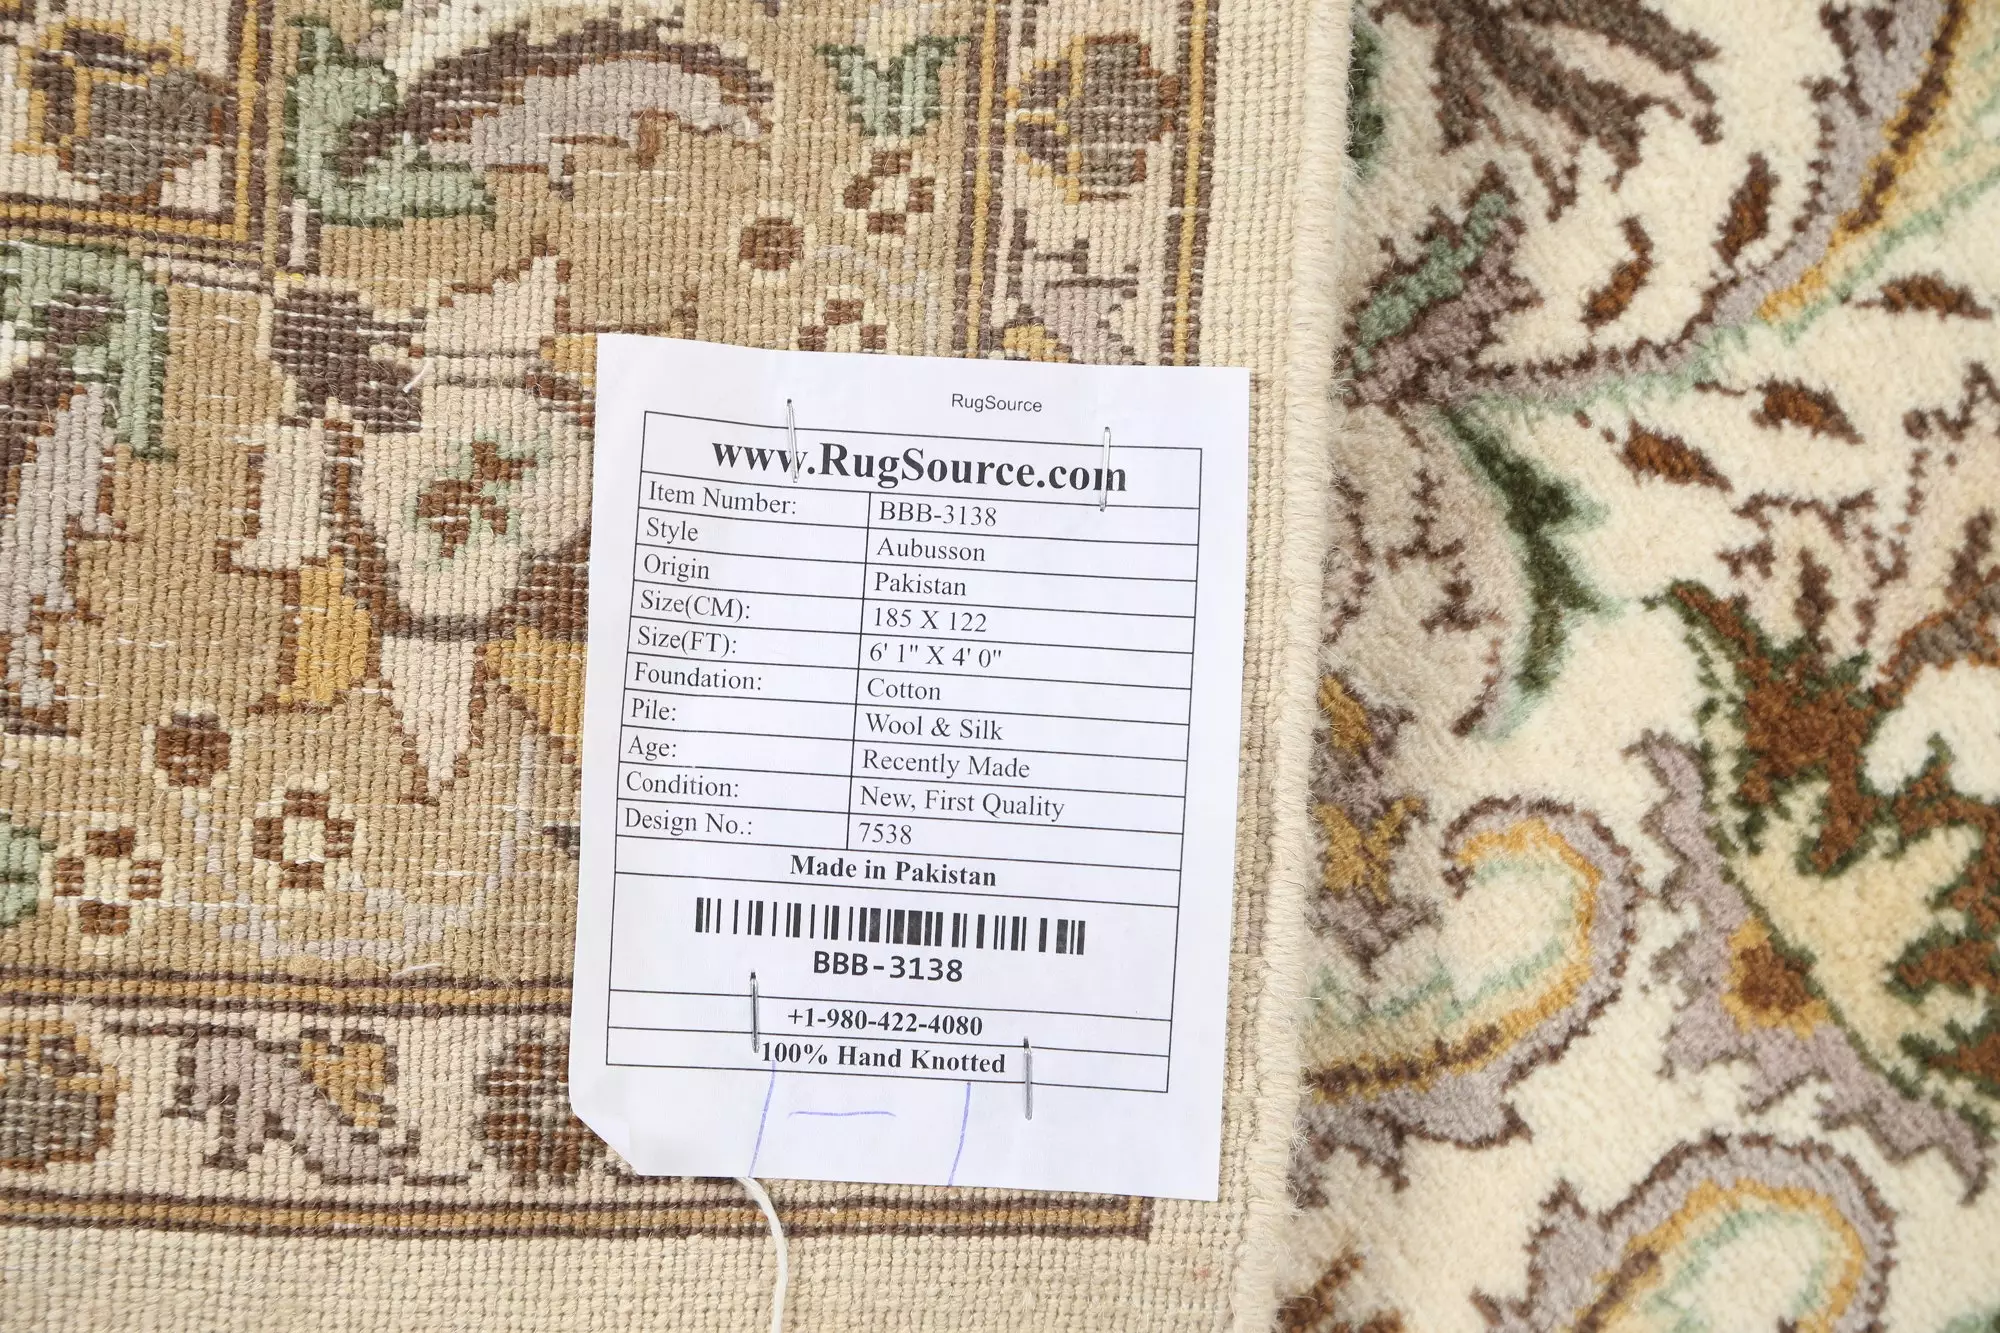 RugSource
www.RugSource.com
Item Number: BBB-3138
Style Aubusson
Origin Pakistan
Size(CM): 185 X 122
Size(FT): 6' 1" X 4' 0"
Foundation: Cotton
Pile: Wool & Silk
Age: Recently Made
Condition: New, First Quality
Design No.: 7538
Made in Pakistan
BBB-3138
+1-980-422-4080
100% Hand Knotted